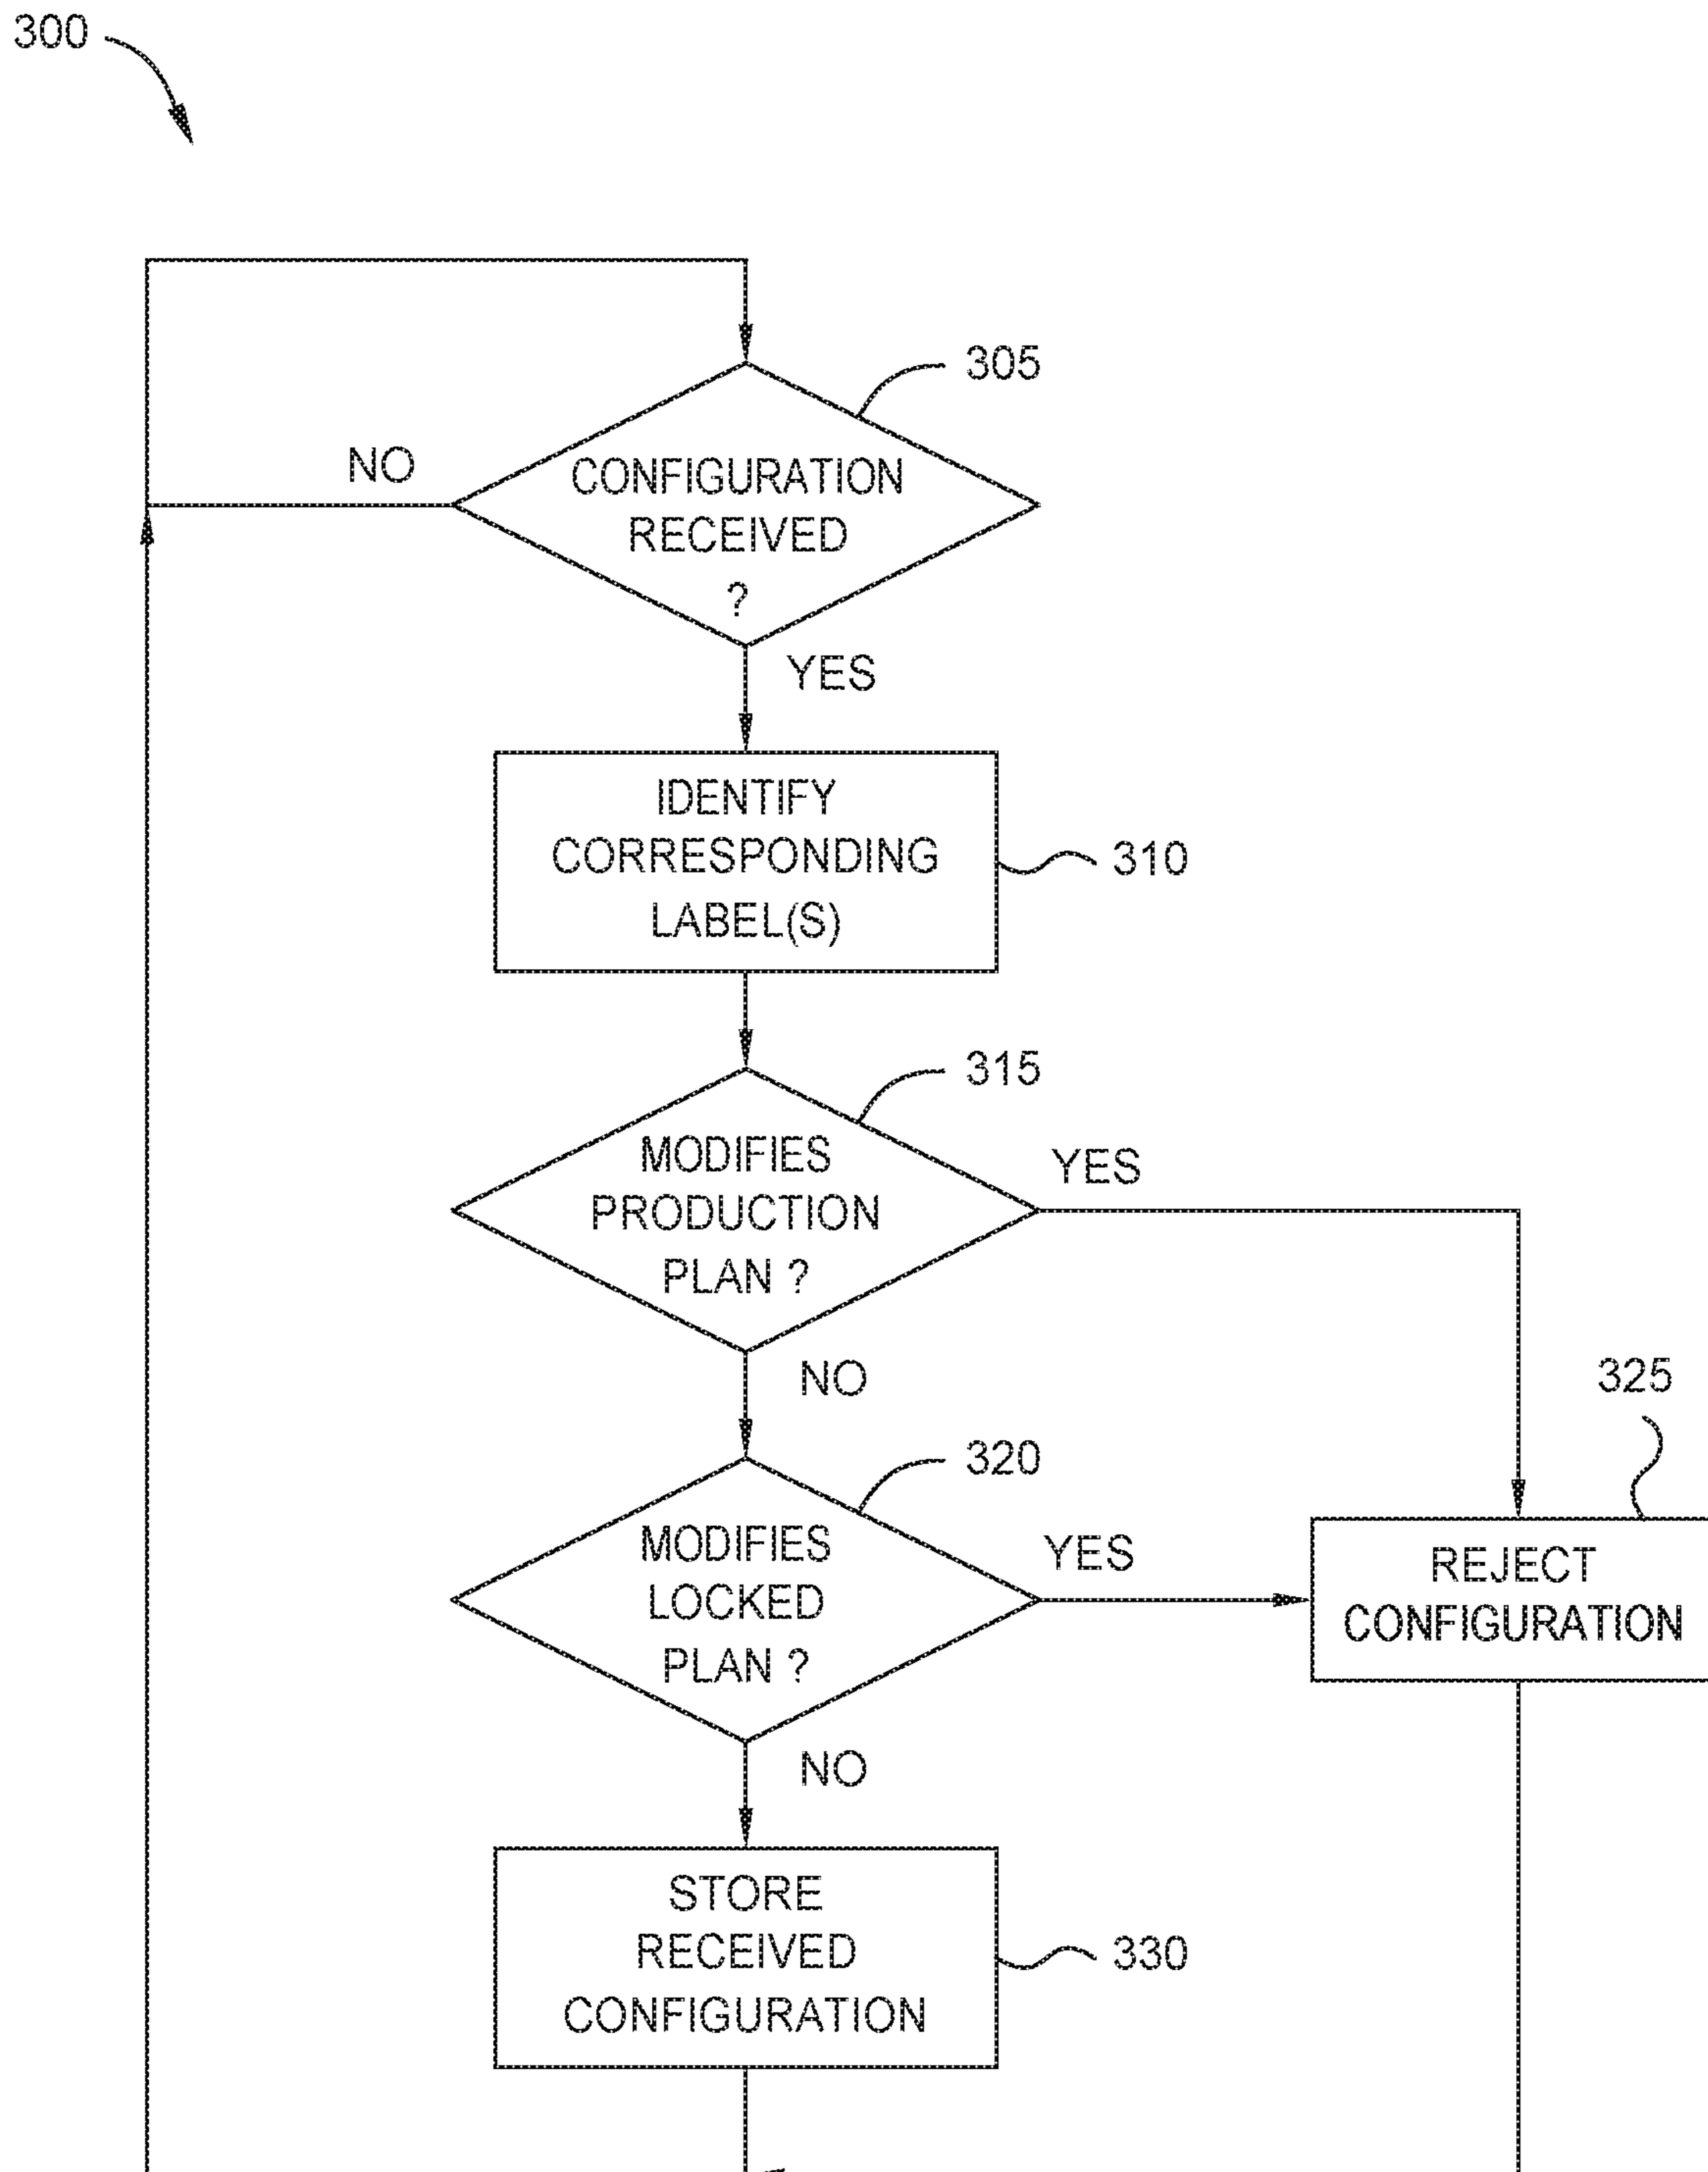 300
305
NO
CONFIGURATION
RECEIVED
?
YES
IDENTIFY
CORRESPONDING
LABEL(S)
310
315
MODIFIES
PRODUCTION
PLAN ?
YES
NO
325
320
MODIFIES
LOCKED
PLAN ?
YES
REJECT
CONFIGURATION
NO
STORE
RECEIVED
CONFIGURATION
330